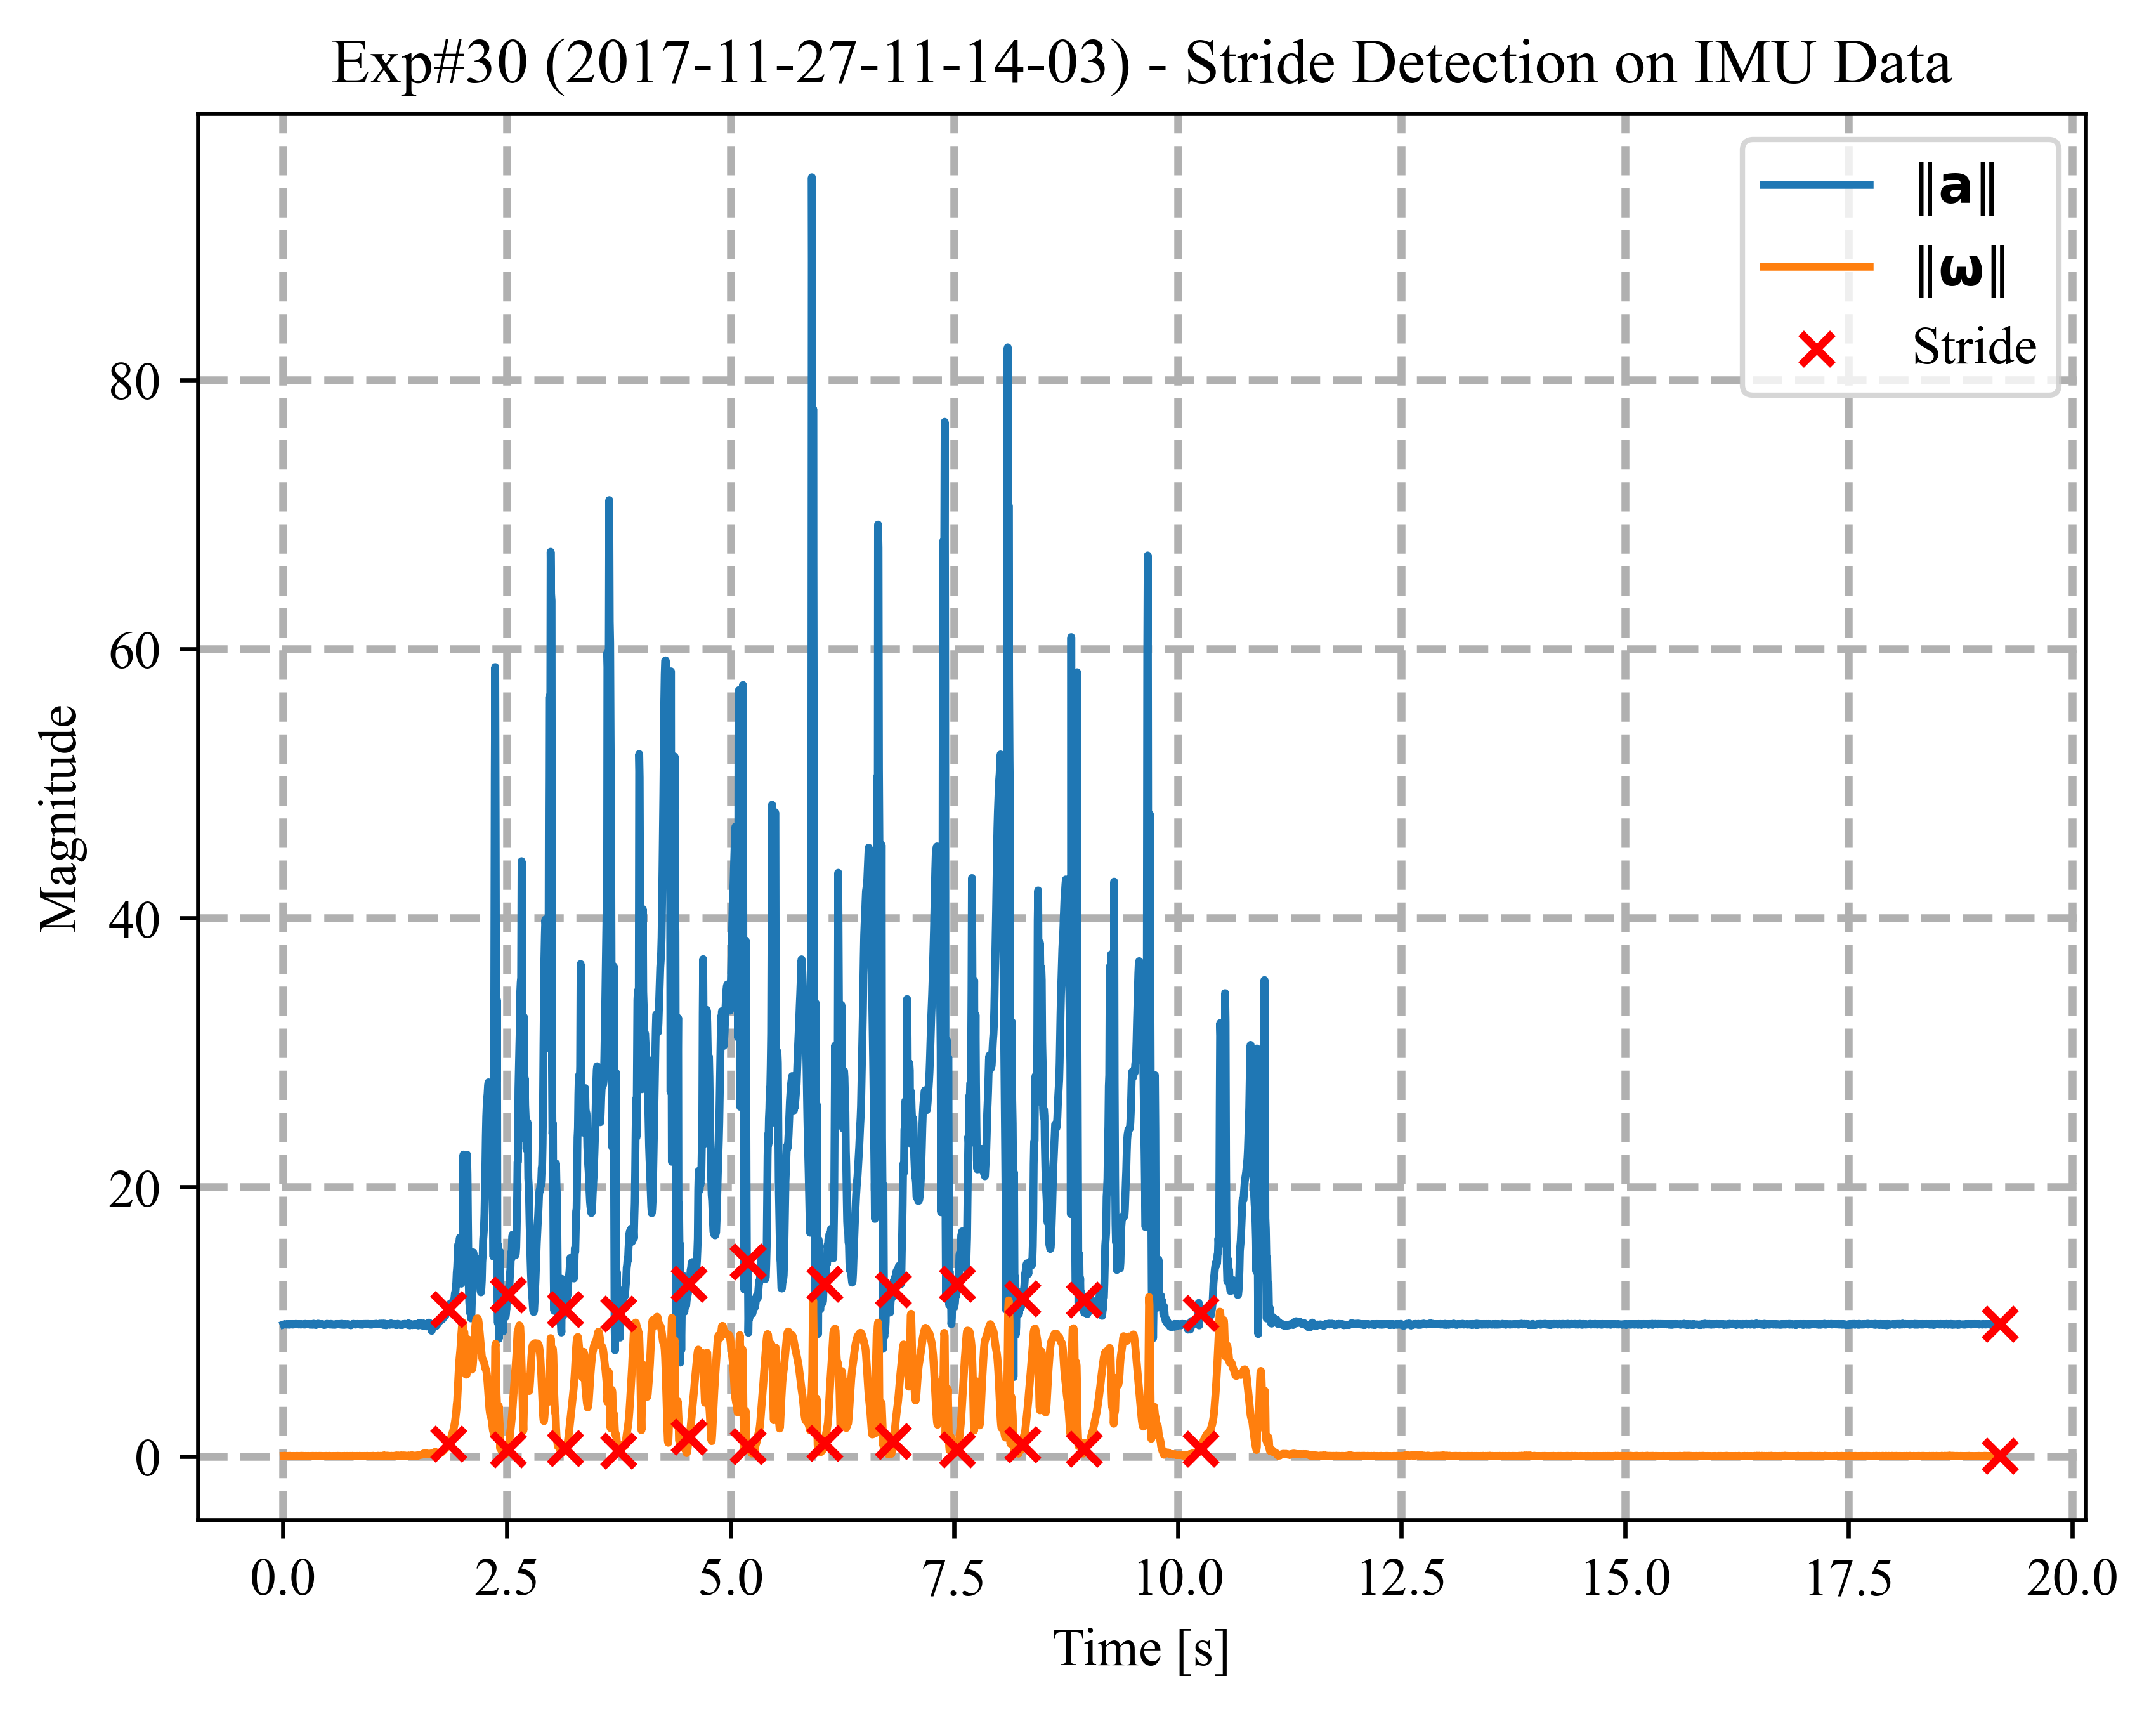 Exp#30 (2017-11-27-11-14-03) - Stride Detection on IMU Data
‖a‖
‖ω‖
Stride
Magnitude
80
60
40
20
0
0.0 2.5 5.0 7.5 10.0 12.5 15.0 17.5 20.0
Time [s]